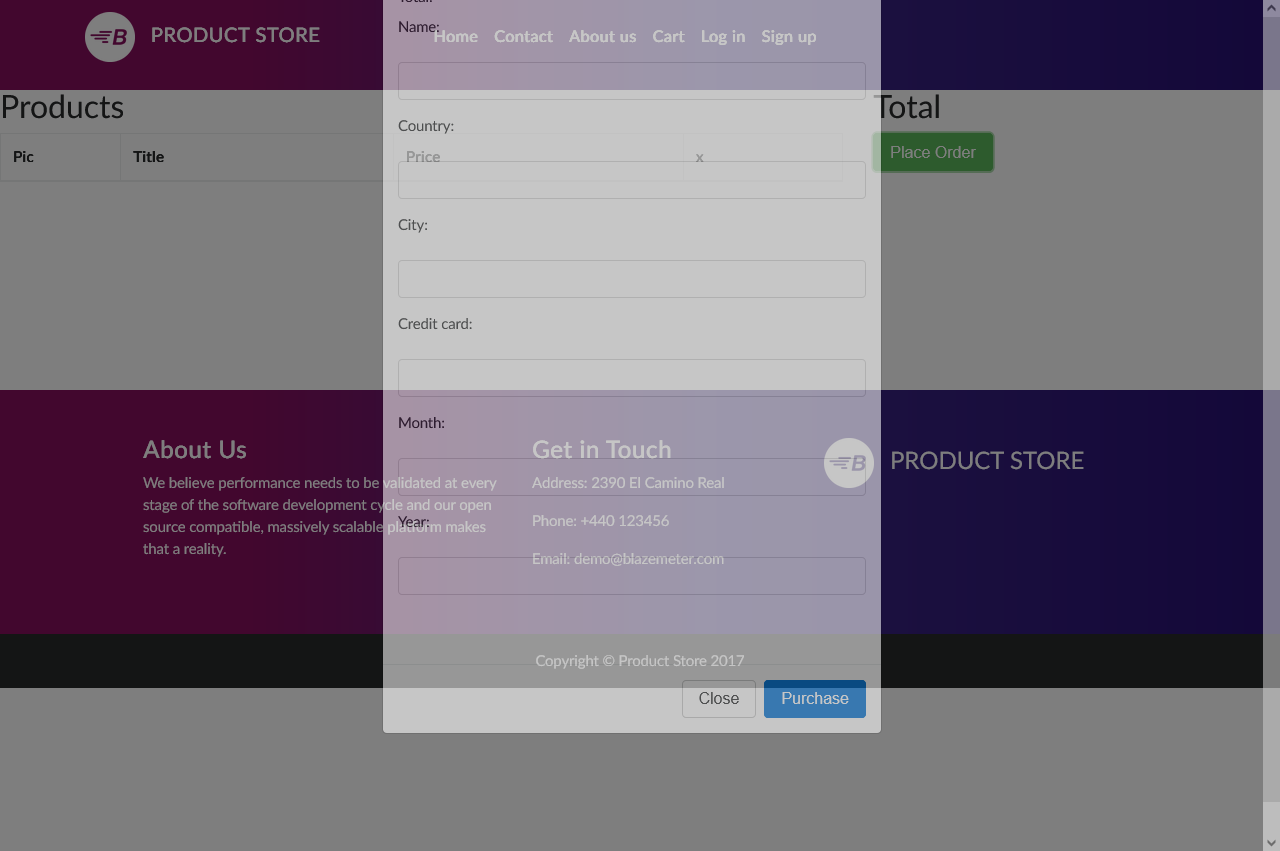 Total:
Name:
B PRODUCT STORE
Home Contact About us Cart Log in Sign up
Products
Total
Country:
Pic Title Price x
Place Order
City:
Credit card:
Month:
About Us
We believe performance needs to be validated at every
stage of the software development cycle and our open
source compatible, massively scalable platform makes
that a reality.
Get in Touch
Address: 2390 El Camino Real
Year:
Phone: +440 123456
Email: demo@blazemeter.com
B PRODUCT STORE
Copyright © Product Store 2017
Close Purchase